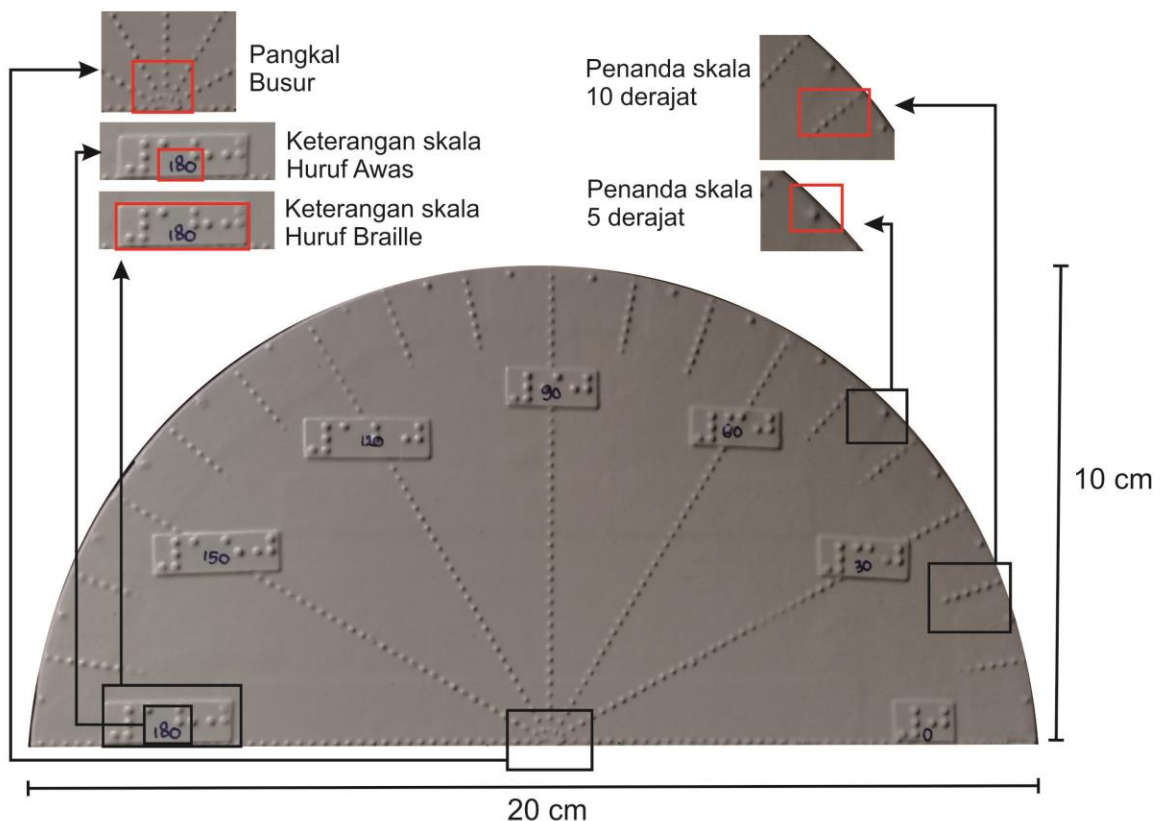 Pangkal
Busur
Keterangan skala
Huruf Awas
180
Keterangan skala
Huruf Braille
180
Penanda skala
10 derajat
Penanda skala
5 derajat
90
120
60
150
30
180
0
10 cm
20 cm